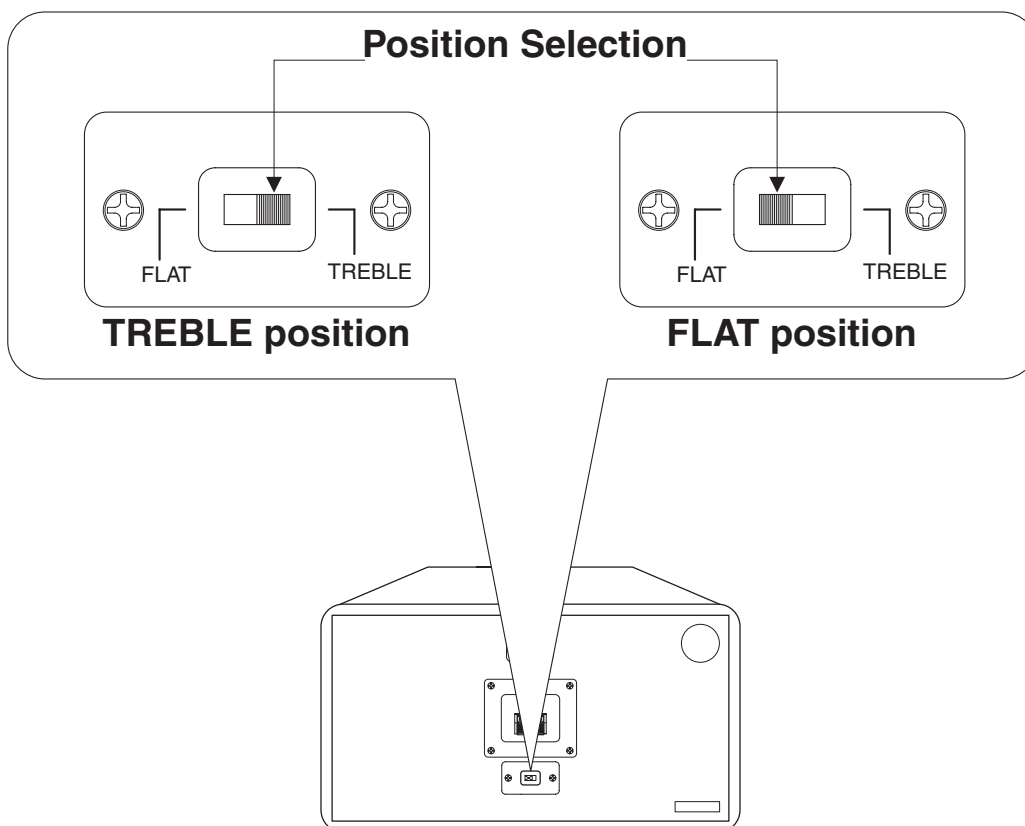 Position Selection
FLAT
TREBLE
FLAT
TREBLE
TREBLE position
FLAT position